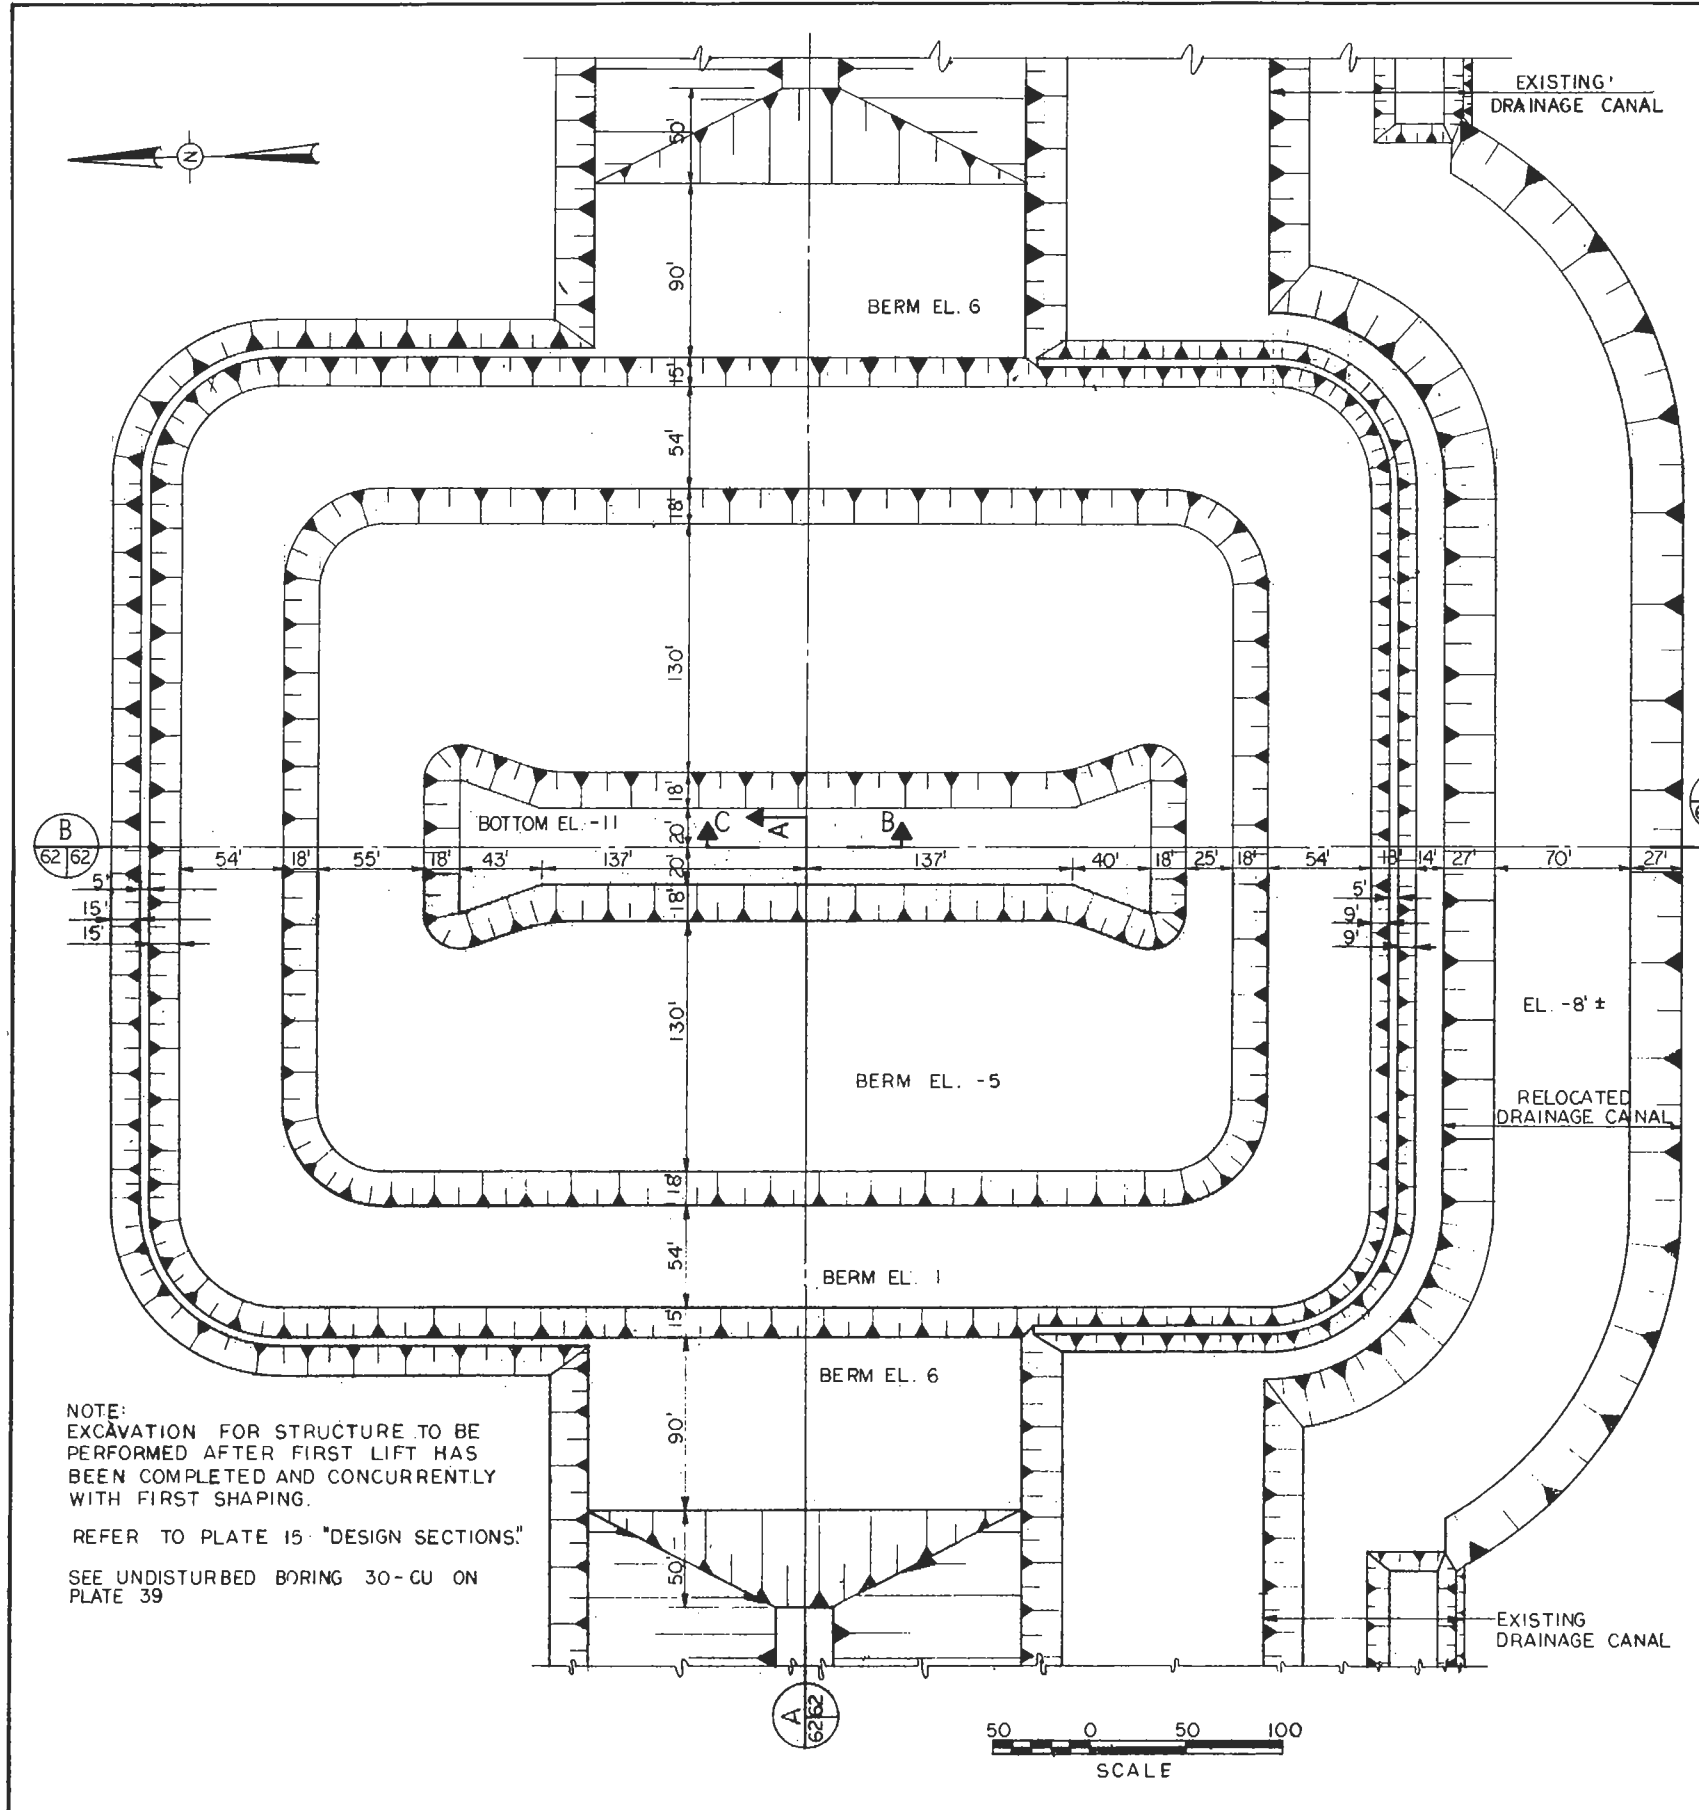 EXISTING
DRAINAGE CANAL
N
50'
90'
BERM EL. 6
15'
54'
18'
130'
18'
BOTTOM EL. -11
C
A
B
20'
B
62 62
54'
18'
55'
18'
43'
137'
20'
137'
40'
18'
25'
18'
54'
18'
14'
27'
70'
27'
5'
15'
15'
18'
5'
9'
9'
130'
EL. -8' ±
BERM EL. -5
RELOCATED
DRAINAGE CANAL
18'
54'
BERM EL. 1
15'
BERM EL. 6
90'
NOTE:
EXCAVATION FOR STRUCTURE TO BE
PERFORMED AFTER FIRST LIFT HAS
BEEN COMPLETED AND CONCURRENTLY
WITH FIRST SHAPING.
REFER TO PLATE 15 "DESIGN SECTIONS."
SEE UNDISTURBED BORING 30-CU ON
PLATE 39
50'
EXISTING
DRAINAGE CANAL
A
62 62
50 0 50 100
SCALE